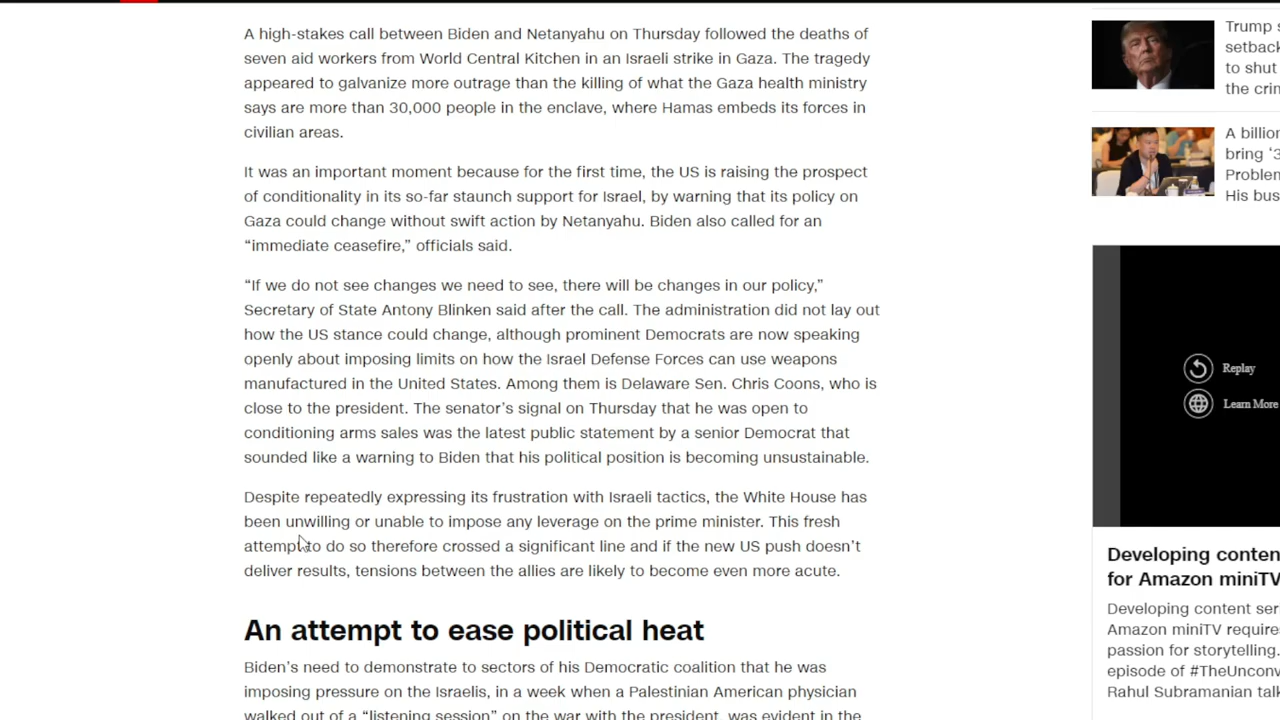 A high-stakes call between Biden and Netanyahu on Thursday followed the deaths of
seven aid workers from World Central Kitchen in an Israeli strike in Gaza. The tragedy
appeared to galvanize more outrage than the killing of what the Gaza health ministry
says are more than 30,000 people in the enclave, where Hamas embeds its forces in
civilian areas.
It was an important moment because for the first time, the US is raising the prospect
of conditionality in its so-far staunch support for Israel, by warning that its policy on
Gaza could change without swift action by Netanyahu. Biden also called for an
“immediate ceasefire,” officials said.
“If we do not see changes we need to see, there will be changes in our policy,”
Secretary of State Antony Blinken said after the call. The administration did not lay out
how the US stance could change, although prominent Democrats are now speaking
openly about imposing limits on how the Israel Defense Forces can use weapons
manufactured in the United States. Among them is Delaware Sen. Chris Coons, who is
close to the president. The senator’s signal on Thursday that he was open to
conditioning arms sales was the latest public statement by a senior Democrat that
sounded like a warning to Biden that his political position is becoming unsustainable.
Despite repeatedly expressing its frustration with Israeli tactics, the White House has
been unwilling or unable to impose any leverage on the prime minister. This fresh
attempt to do so therefore crossed a significant line and if the new US push doesn’t
deliver results, tensions between the allies are likely to become even more acute.
An attempt to ease political heat
Biden’s need to demonstrate to sectors of his Democratic coalition that he was
imposing pressure on the Israelis, in a week when a Palestinian American physician
walked out of a “listening session” on the war with the president, was evident in the
Trump s
setback
to shut
the crin
A billion
bring ‘3
Problem
His bus
Replay
Learn More
Developing conten
for Amazon miniTV
Developing content ser
Amazon miniTV require
passion for storytelling.
episode of #TheUnconv
Rahul Subramanian talk